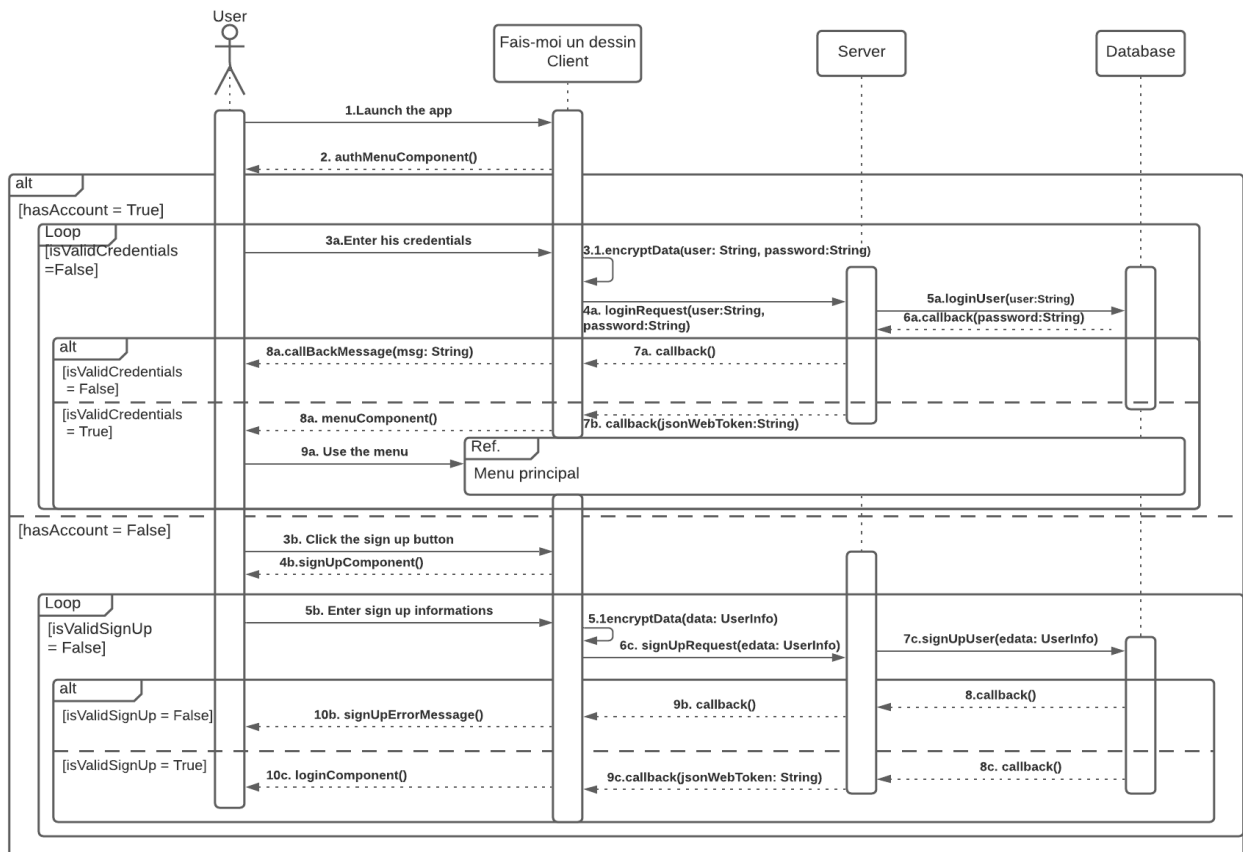 User
Fais-moi un dessin
Client
Server
Database
1.Launch the app
2. authMenuComponent()
alt
[hasAccount = True]
Loop
[isValidCredentials
=False]
3a.Enter his credentials
3.1.encryptData(user: String, password:String)
4a. loginRequest(user:String,
password:String)
5a.loginUser(user:String)
6a.callback(password:String)
alt
[isValidCredentials
= False]
8a.callBackMessage(msg: String)
7a. callback()
[isValidCredentials
= True]
8a. menuComponent()
7b. callback(jsonWebToken:String)
9a. Use the menu
Ref.
Menu principal
[hasAccount = False]
3b. Click the sign up button
4b.signUpComponent()
Loop
[isValidSignUp
= False]
5b. Enter sign up informations
5.1encryptData(data: UserInfo)
6c. signUpRequest(edata: UserInfo)
7c.signUpUser(edata: UserInfo)
alt
[isValidSignUp = False]
10b. signUpErrorMessage()
9b. callback()
8.callback()
[isValidSignUp = True]
10c. loginComponent()
9c.callback(jsonWebToken: String)
8c. callback()